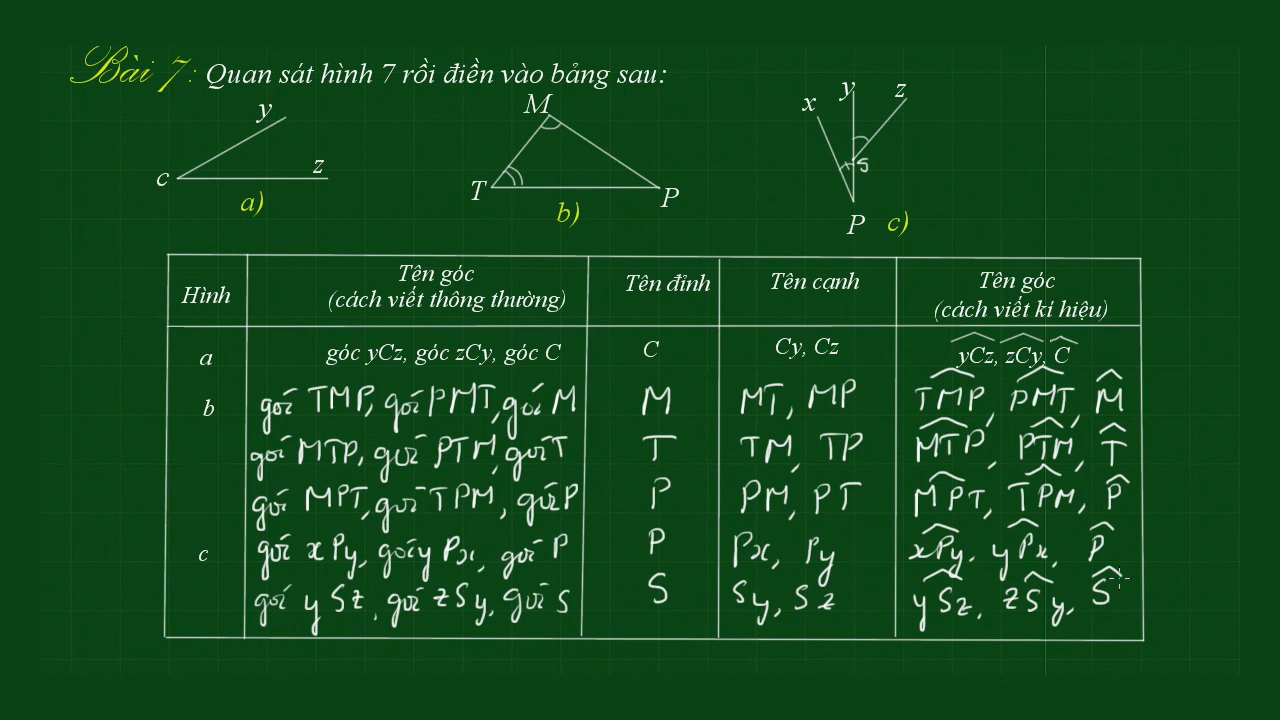 Bài 7: Quan sát hình 7 rồi điền vào bảng sau:
y
C z
a)
M
T P
b)
x y z
S
P c)
Hình Tên góc (cách viết thông thường) Tên đỉnh Tên cạnh Tên góc (cách viết kí hiệu)
a góc yCz, góc zCy, góc C C Cy, Cz yCz, zCy, C
b góc TMP, góc PMT, góc M M MT, MP TMP, PMT, M
góc MTP, góc PTM, góc T T TM, TP MTP, PTM, T
góc MPT, góc TPM, góc P P PM, PT MPT, TPM, P
c góc xPy, góc yPx, góc P P Px, Py xPy, yPx, P
góc ySz, góc zSy, góc S S Sy, Sz ySz, zSy, S